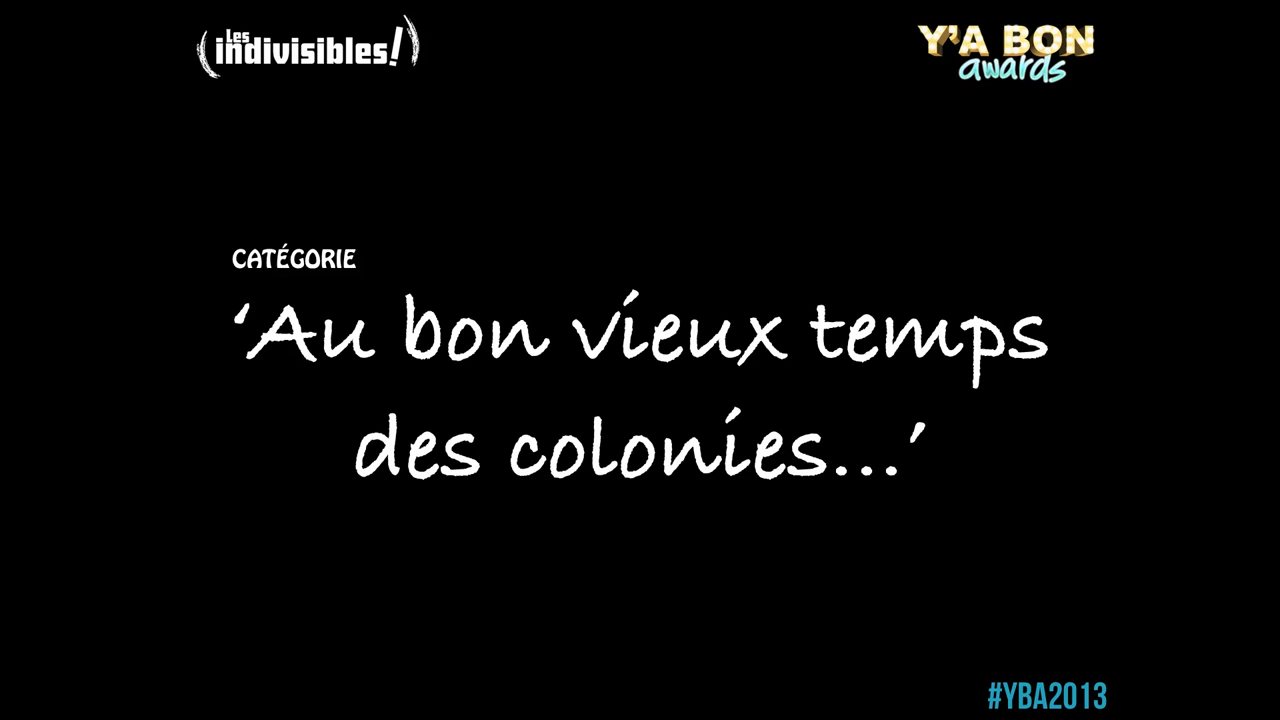 (Les
indivisibles!)
Y'A BON
awards
CATÉGORIE
‘Au bon vieux temps
des colonies...’
#YBA2013